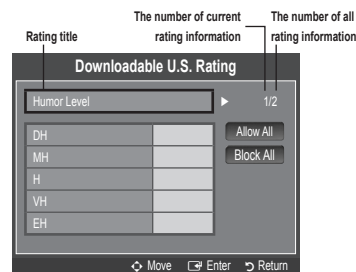 The number of current
rating information
The number of all
rating information
Rating title
Downloadable U.S. Rating
Humor Level
1/2
DH
MH
H
VH
EH
Allow All
Block All
Move
Enter
Return